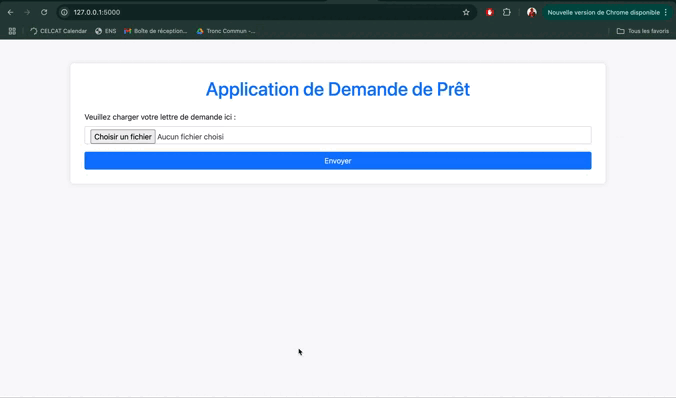 127.0.0.1:5000
Nouvelle version de Chrome disponible
CELCAT Calendar
ENS
Boîte de réception...
Tronc Commun -...
Tous les favoris
Application de Demande de Prêt
Veuillez charger votre lettre de demande ici :
Choisir un fichier Aucun fichier choisi
Envoyer